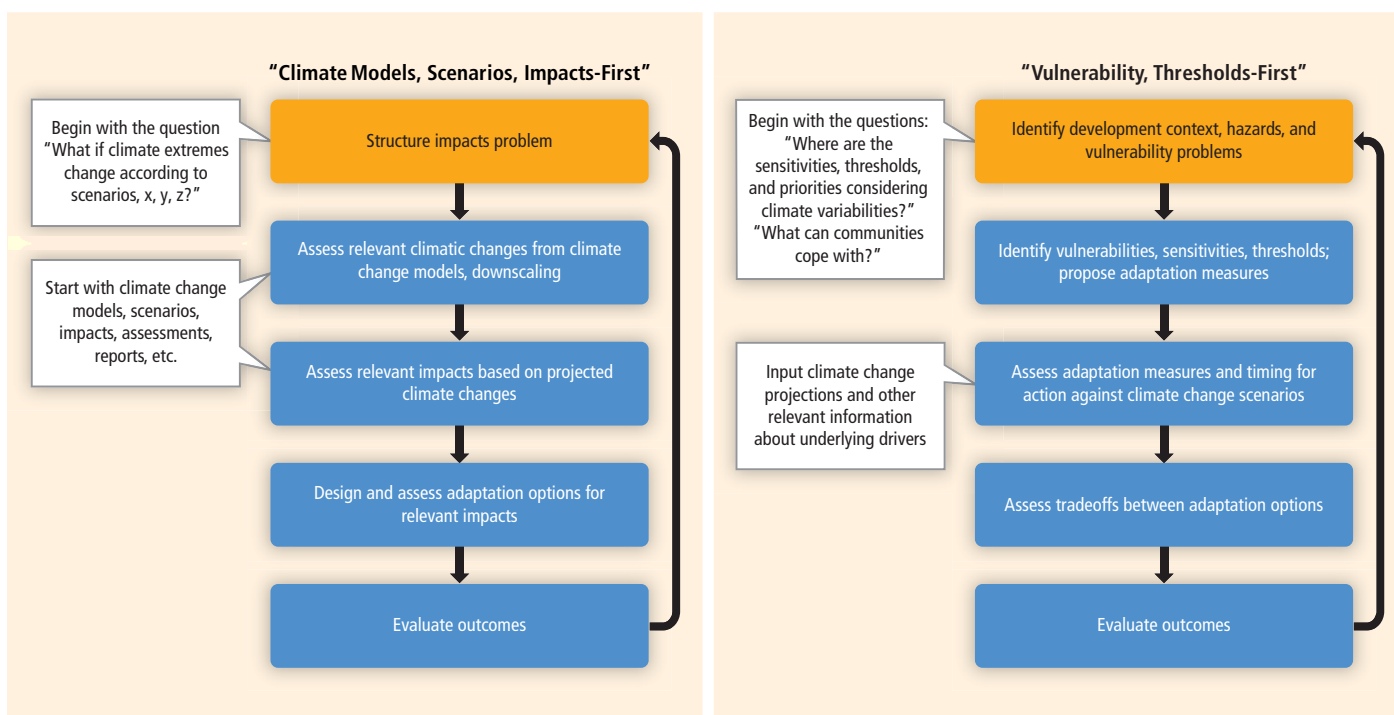 "Climate Models, Scenarios, Impacts-First"
Begin with the question
"What if climate extremes
change according to
scenarios, x, y, z?"
Structure impacts problem
Assess relevant climatic changes from climate
change models, downscaling
Start with climate change
models, scenarios,
impacts, assessments,
reports, etc.
Assess relevant impacts based on projected
climate changes
Design and assess adaptation options for
relevant impacts
Evaluate outcomes
"Vulnerability, Thresholds-First"
Begin with the questions:
"Where are the
sensitivities, thresholds,
and priorities considering
climate variabilities?"
"What can communities
cope with?"
Identify development context, hazards, and
vulnerability problems
Identify vulnerabilities, sensitivities, thresholds;
propose adaptation measures
Input climate change
projections and other
relevant information
about underlying drivers
Assess adaptation measures and timing for
action against climate change scenarios
Assess tradeoffs between adaptation options
Evaluate outcomes